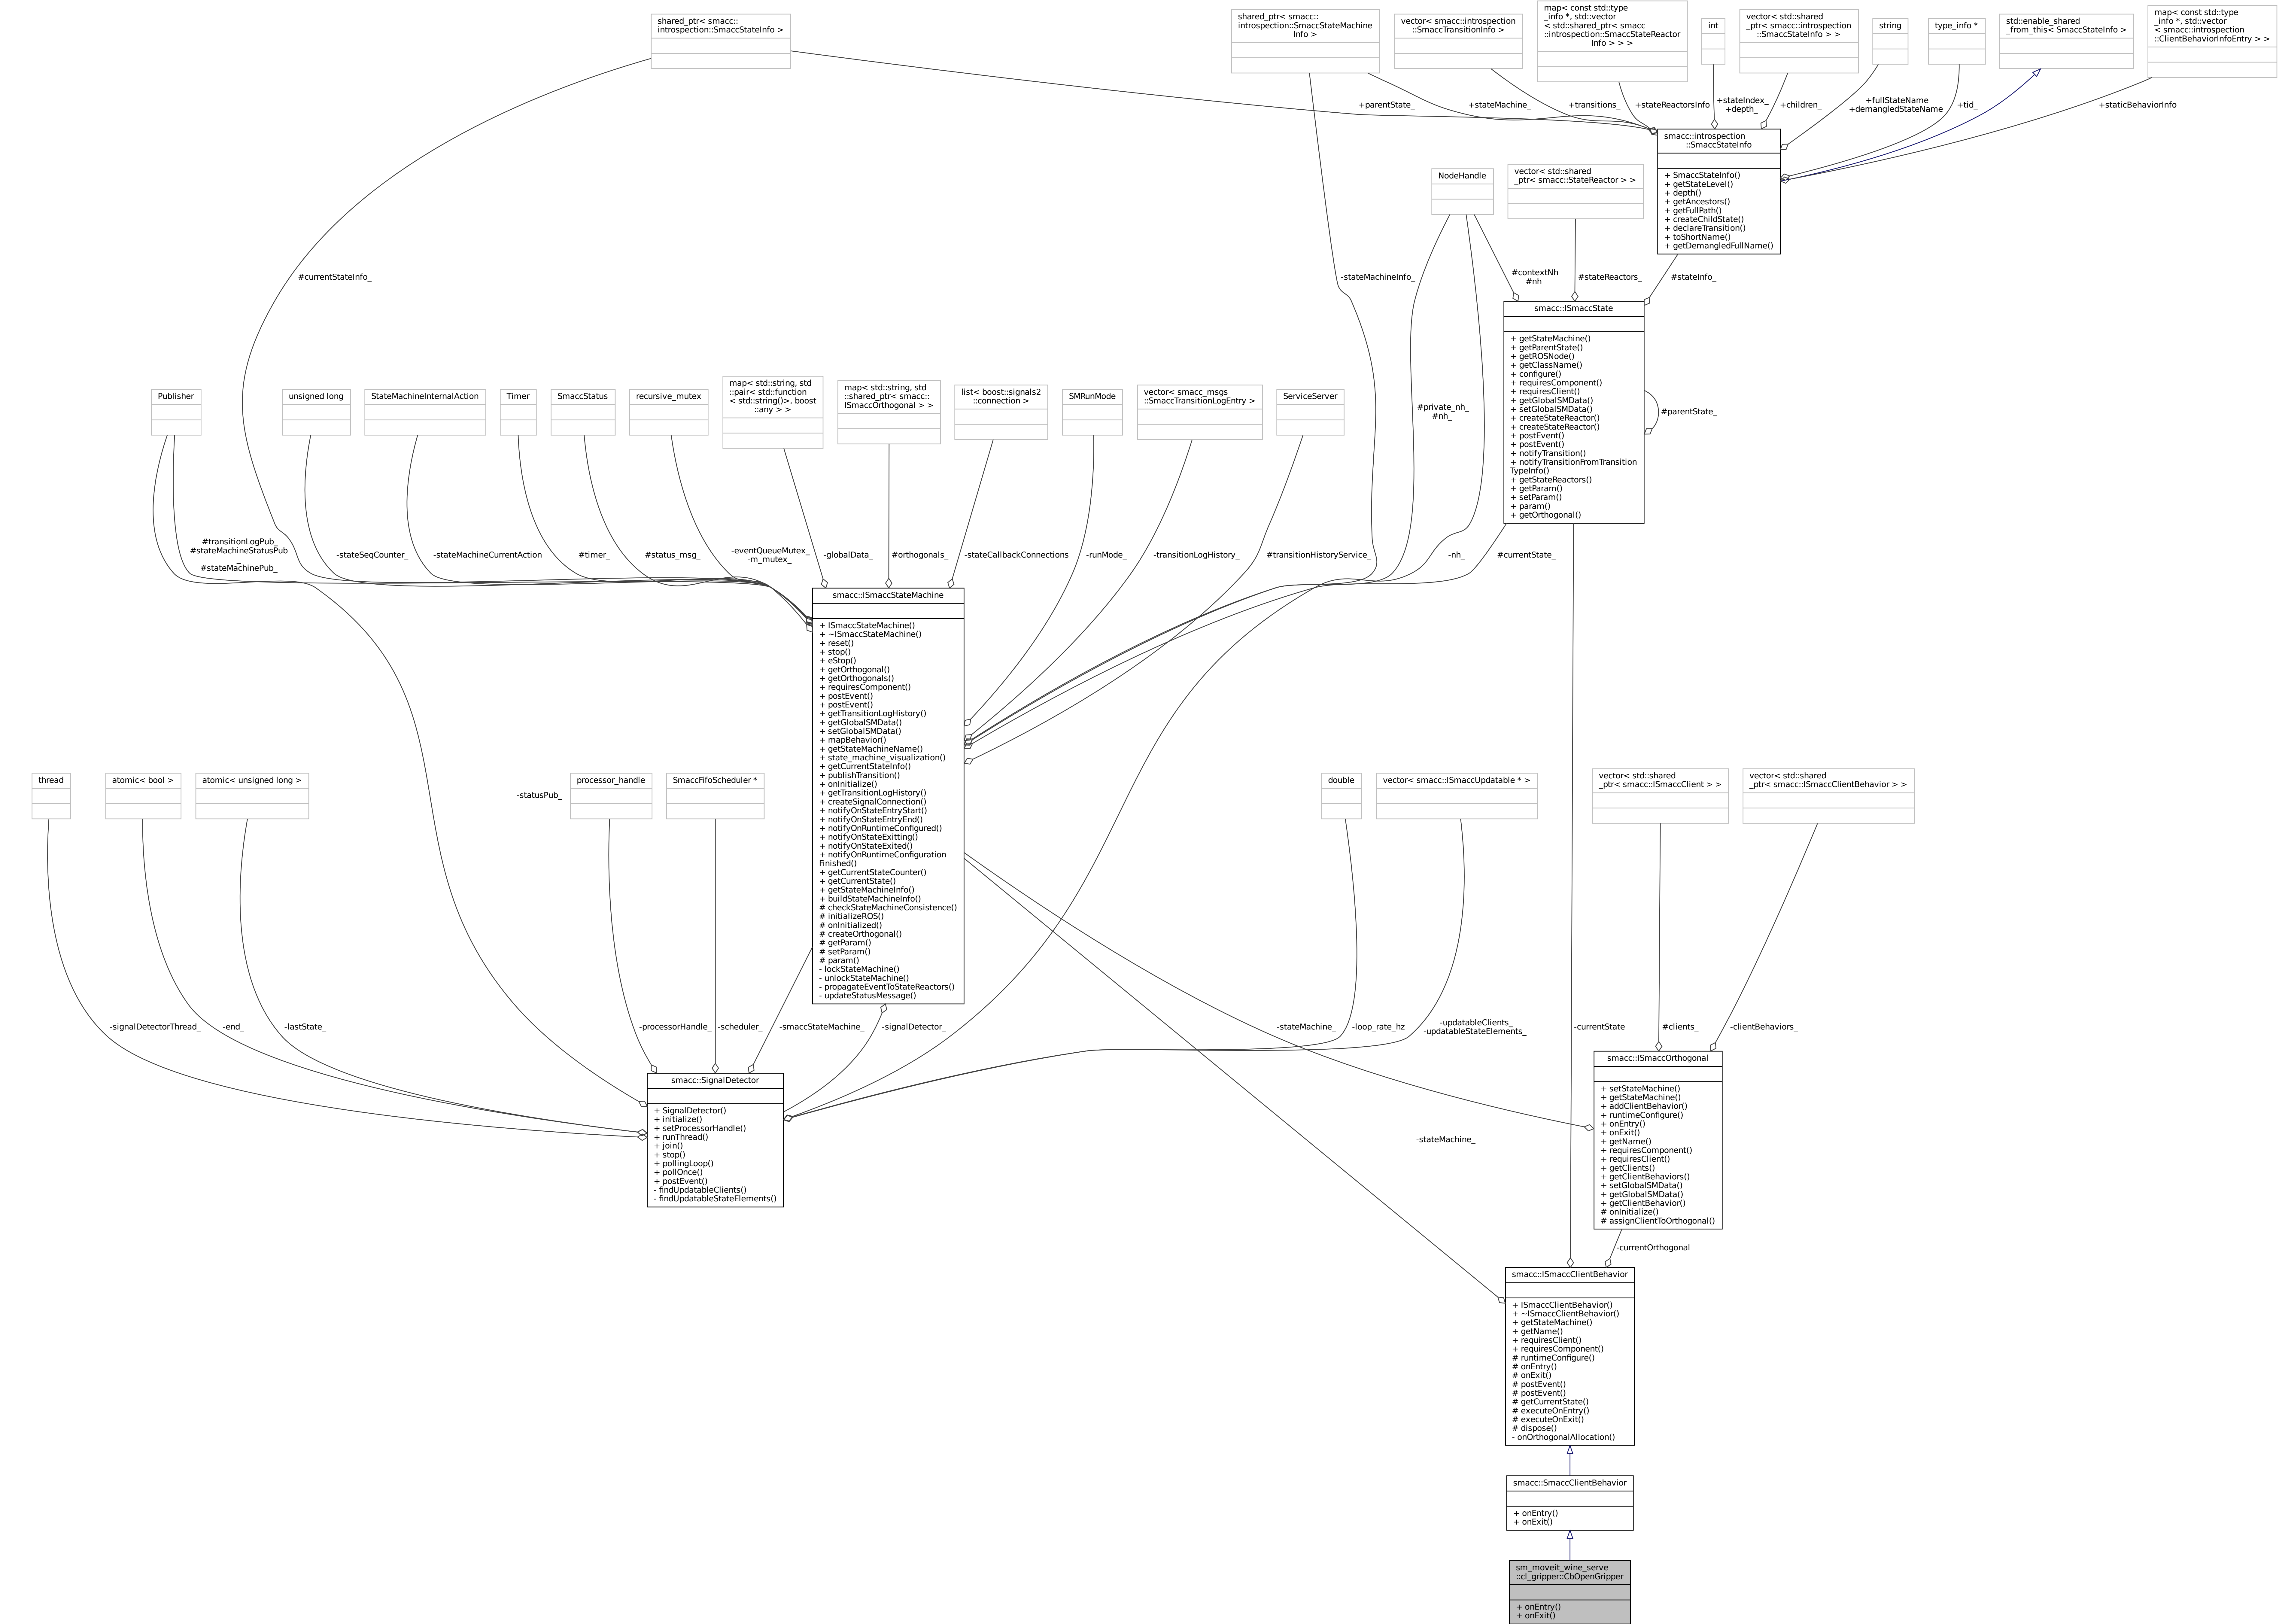 shared_ptr< smacc::
introspection::SmaccStateInfo >
shared_ptr< smacc::
introspection::SmaccStateMachine
Info >
vector< smacc::introspection
::SmaccTransitionInfo >
map< const std::type
_info *, std::vector
< std::shared_ptr< smacc
::introspection::SmaccStateReactor
Info > > >
int
vector< std::shared
_ptr< smacc::introspection
::SmaccStateInfo > >
string
type_info *
std::enable_shared
_from_this< SmaccStateInfo >
map< const std::type
_info *, std::vector
< smacc::introspection
::ClientBehaviorInfoEntry > >
+parentState_
+stateMachine_
+transitions_
+stateReactorsInfo
+stateIndex_
+depth_
+children_
+fullStateName
+demangledStateName
+tid_
+staticBehaviorInfo
smacc::introspection
::SmaccStateInfo
+ SmaccStateInfo()
+ getStateLevel()
+ depth()
+ getAncestors()
+ getFullPath()
+ createChildState()
+ declareTransition()
+ toShortName()
+ getDemangledFullName()
NodeHandle
vector< std::shared
_ptr< smacc::StateReactor > >
#currentStateInfo_
-stateMachineInfo_
#contextNh
#nh
#stateReactors_
#stateInfo_
smacc::ISmaccState
+ getStateMachine()
+ getParentState()
+ getROSNode()
+ getClassName()
+ configure()
+ requiresComponent()
+ requiresClient()
+ getGlobalSMData()
+ setGlobalSMData()
+ createStateReactor()
+ createStateReactor()
+ postEvent()
+ postEvent()
+ notifyTransition()
+ notifyTransitionFromTransition
TypeInfo()
+ getStateReactors()
+ getParam()
+ setParam()
+ param()
+ getOrthogonal()
#parentState_
Publisher
unsigned long
StateMachineInternalAction
Timer
SmaccStatus
recursive_mutex
map< std::string, std
::pair< std::function
< std::string()>, boost
::any > >
map< std::string, std
::shared_ptr< smacc::
ISmaccOrthogonal > >
list< boost::signals2
::connection >
SMRunMode
vector< smacc_msgs
::SmaccTransitionLogEntry >
ServiceServer
#private_nh_
#nh_
#transitionLogPub_
#stateMachineStatusPub
_
#stateMachinePub_
-stateSeqCounter_
-stateMachineCurrentAction
#timer_
#status_msg_
-eventQueueMutex_
-m_mutex_
-globalData_
#orthogonals_
-stateCallbackConnections
-runMode_
-transitionLogHistory_
#transitionHistoryService_
-nh_
#currentState_
smacc::ISmaccStateMachine
+ ISmaccStateMachine()
+ ~ISmaccStateMachine()
+ reset()
+ stop()
+ eStop()
+ getOrthogonal()
+ getOrthogonals()
+ requiresComponent()
+ postEvent()
+ postEvent()
+ getTransitionLogHistory()
+ getGlobalSMData()
+ setGlobalSMData()
+ mapBehavior()
+ getStateMachineName()
+ state_machine_visualization()
+ getCurrentStateInfo()
+ publishTransition()
+ onInitialize()
+ getTransitionLogHistory()
+ createSignalConnection()
+ notifyOnStateEntryStart()
+ notifyOnStateEntryEnd()
+ notifyOnRuntimeConfigured()
+ notifyOnStateExitting()
+ notifyOnStateExited()
+ notifyOnRuntimeConfiguration
Finished()
+ getCurrentStateCounter()
+ getCurrentState()
+ getStateMachineInfo()
+ buildStateMachineInfo()
# checkStateMachineConsistence()
# initializeROS()
# onInitialized()
# createOrthogonal()
# getParam()
# setParam()
# param()
- lockStateMachine()
- unlockStateMachine()
- propagateEventToStateReactors()
- updateStatusMessage()
thread
atomic< bool >
atomic< unsigned long >
-statusPub_
processor_handle
SmaccFifoScheduler *
double
vector< smacc::ISmaccUpdatable * >
vector< std::shared
_ptr< smacc::ISmaccClient > >
vector< std::shared
_ptr< smacc::ISmaccClientBehavior > >
-signalDetectorThread_
-end_
-lastState_
-processorHandle_
-scheduler_
-smaccStateMachine_
-signalDetector_
-stateMachine_
-loop_rate_hz
-updatableClients_
-updatableStateElements_
-currentState
#clients_
-clientBehaviors_
smacc::SignalDetector
+ SignalDetector()
+ initialize()
+ setProcessorHandle()
+ runThread()
+ join()
+ stop()
+ pollingLoop()
+ pollOnce()
+ postEvent()
- findUpdatableClients()
- findUpdatableStateElements()
smacc::ISmaccOrthogonal
+ setStateMachine()
+ getStateMachine()
+ addClientBehavior()
+ runtimeConfigure()
+ onEntry()
+ onExit()
+ getName()
+ requiresComponent()
+ requiresClient()
+ getClients()
+ getClientBehaviors()
+ setGlobalSMData()
+ getGlobalSMData()
+ getClientBehavior()
# onInitialize()
# assignClientToOrthogonal()
-stateMachine_
-currentOrthogonal
smacc::ISmaccClientBehavior
+ ISmaccClientBehavior()
+ ~ISmaccClientBehavior()
+ getStateMachine()
+ getName()
+ requiresClient()
+ requiresComponent()
# runtimeConfigure()
# onEntry()
# onExit()
# postEvent()
# postEvent()
# getCurrentState()
# executeOnEntry()
# executeOnExit()
# dispose()
- onOrthogonalAllocation()
smacc::SmaccClientBehavior
+ onEntry()
+ onExit()
sm_moveit_wine_serve
::cl_gripper::CbOpenGripper
+ onEntry()
+ onExit()